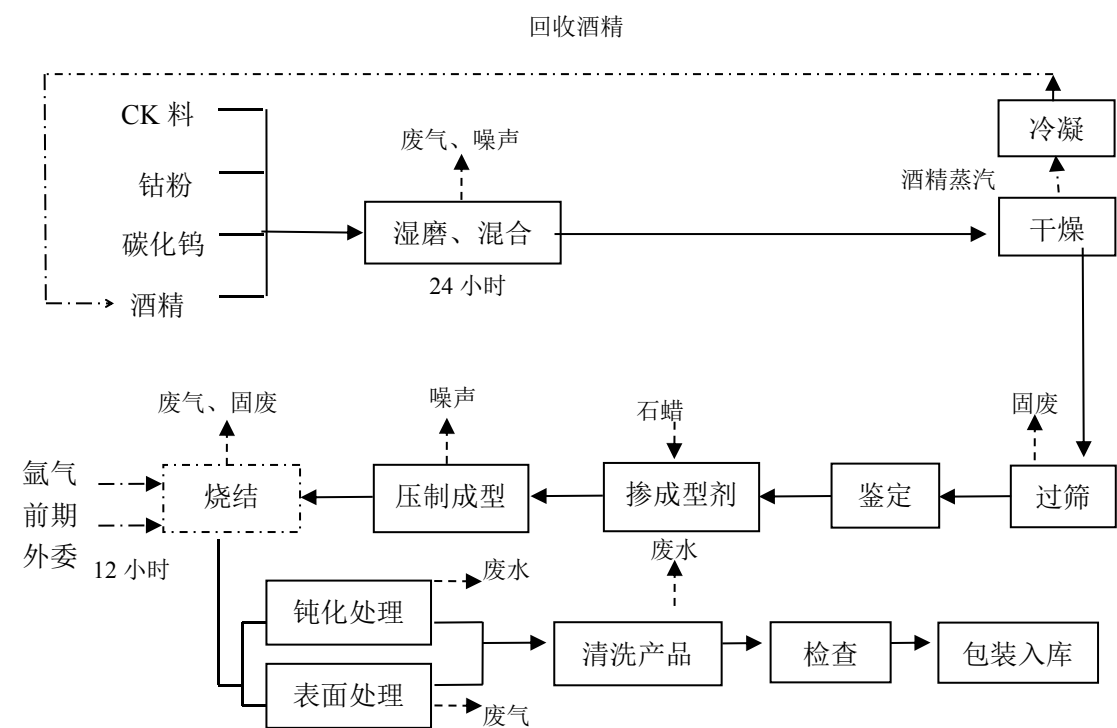 回收酒精
CK 料
冷凝
废气、噪声
钴粉
酒精蒸汽
湿磨、混合
干燥
碳化钨
24 小时
酒精
废气、固废
噪声
石蜡
固废
氩气
烧结
压制成型
掺成型剂
鉴定
过筛
前期
外委
12 小时
废水
废水
钝化处理
清洗产品
检查
包装入库
表面处理
废气